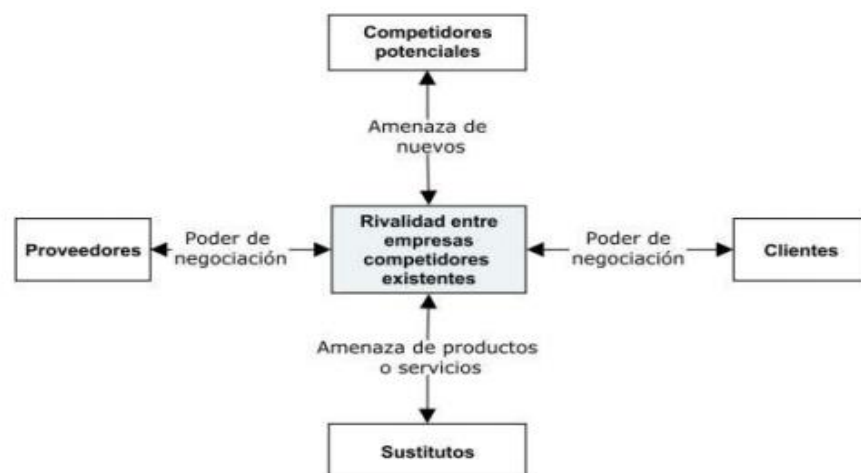 Competidores
potenciales
Amenaza de
nuevos
Proveedores
Poder de
negociación
Rivalidad entre
empresas
competidores
existentes
Poder de
negociación
Clientes
Amenaza de productos
o servicios
Sustitutos